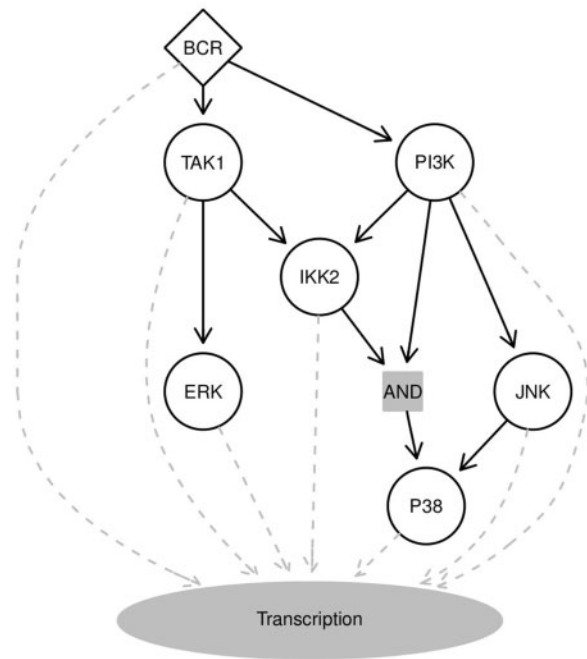 BCR
TAK1
PI3K
IKK2
ERK
AND
JNK
P38
Transcription